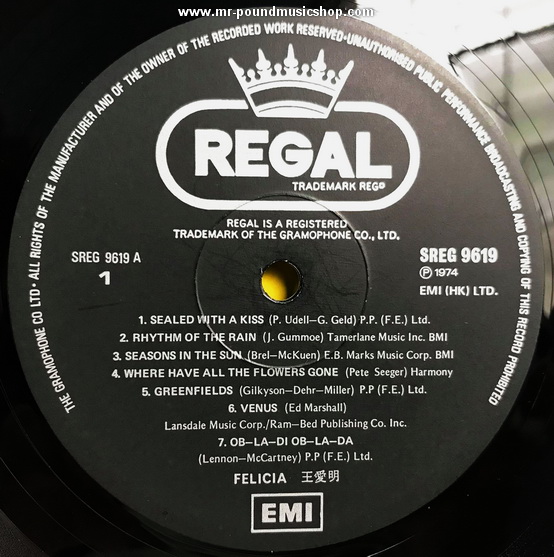 www.mr-poundmusicshop.com
THE GRAMOPHONE CO LTD · ALL RIGHTS OF THE MANUFACTURER AND OF THE OWNER OF THE RECORDED WORK RESERVED · UNAUTHORISED PUBLIC PERFORMANCE BROADCASTING AND COPYING OF THIS RECORD PROHIBITED
REGAL
TRADEMARK REGD
REGAL IS A REGISTERED
TRADEMARK OF THE GRAMOPHONE CO., LTD.
SREG 9619 A
1
SREG 9619
Ⓟ 1974
EMI (HK) LTD.
1. SEALED WITH A KISS (P. Udell–G. Geld) P.P. (F.E.) Ltd.
2. RHYTHM OF THE RAIN (J. Gummoe) Tamerlane Music Inc. BMI
3. SEASONS IN THE SUN (Brel–McKuen) E.B. Marks Music Corp. BMI
4. WHERE HAVE ALL THE FLOWERS GONE (Pete Seeger) Harmony
5. GREENFIELDS (Gilkyson–Dehr–Miller) P.P (F.E.) Ltd.
6. VENUS (Ed Marshall)
Lansdale Music Corp./Ram–Bed Publishing Co. Inc.
7. OB–LA–DI OB–LA–DA
(Lennon–McCartney) P.P (F.E.) Ltd.
FELICIA 王愛明
EMI